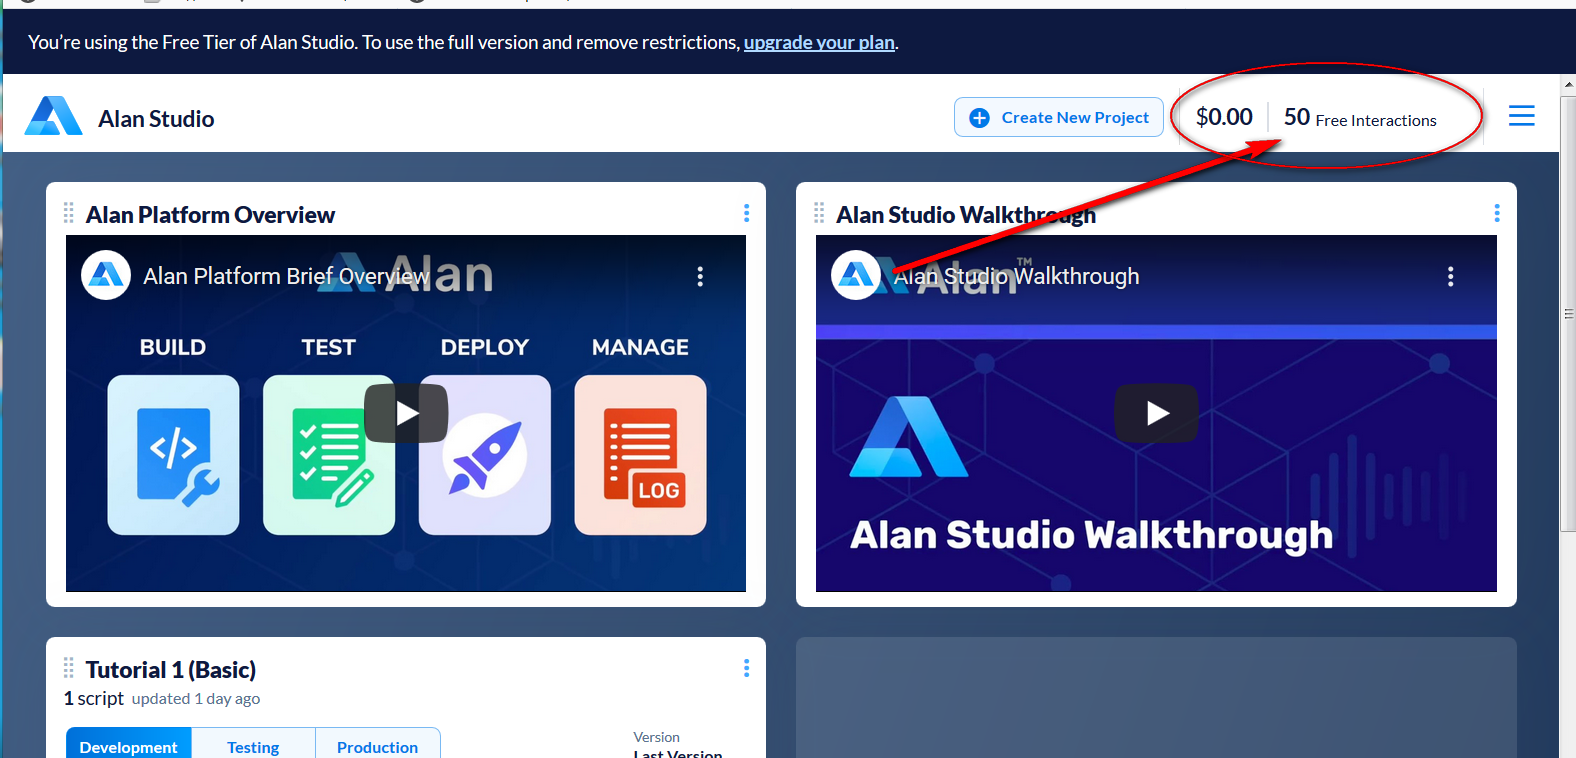 You're using the Free Tier of Alan Studio. To use the full version and remove restrictions, upgrade your plan.
Alan Studio
Create New Project
$0.00
50 Free Interactions
Alan Platform Overview
Alan
Alan Platform Brief Overview
BUILD
TEST
DEPLOY
MANAGE
LOG
Alan Studio Walkthrough
Alan™
Alan Studio Walkthrough
Alan Studio Walkthrough
Tutorial 1 (Basic)
1 script updated 1 day ago
Development
Testing
Production
Version
Last Version